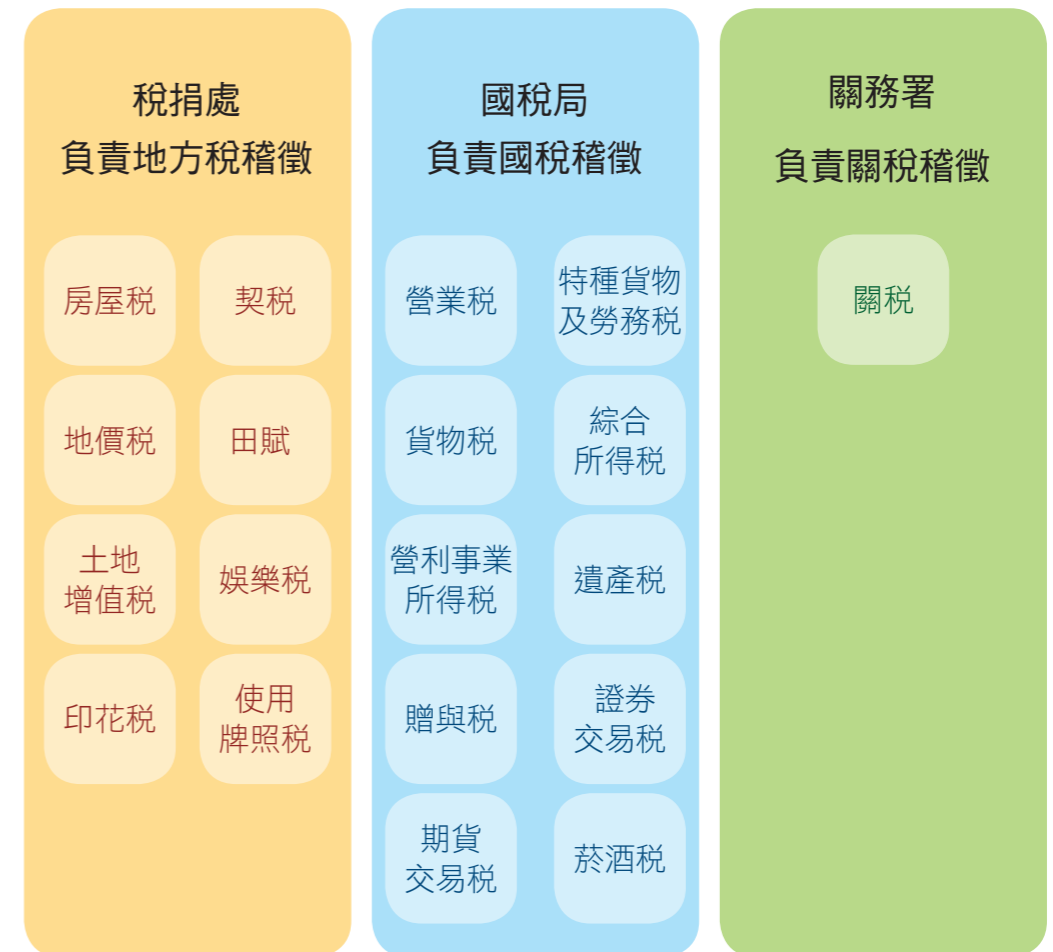 稅捐處
負責地方稅稽徵
房屋稅
契稅
地價稅
田賦
土地
增值稅
娛樂稅
印花稅
使用
牌照稅
國稅局
負責國稅稽徵
營業稅
特種貨物
及勞務稅
貨物稅
綜合
所得稅
營利事業
所得稅
遺產稅
贈與稅
證券
交易稅
期貨
交易稅
菸酒稅
關務署
負責關稅稽徵
關稅